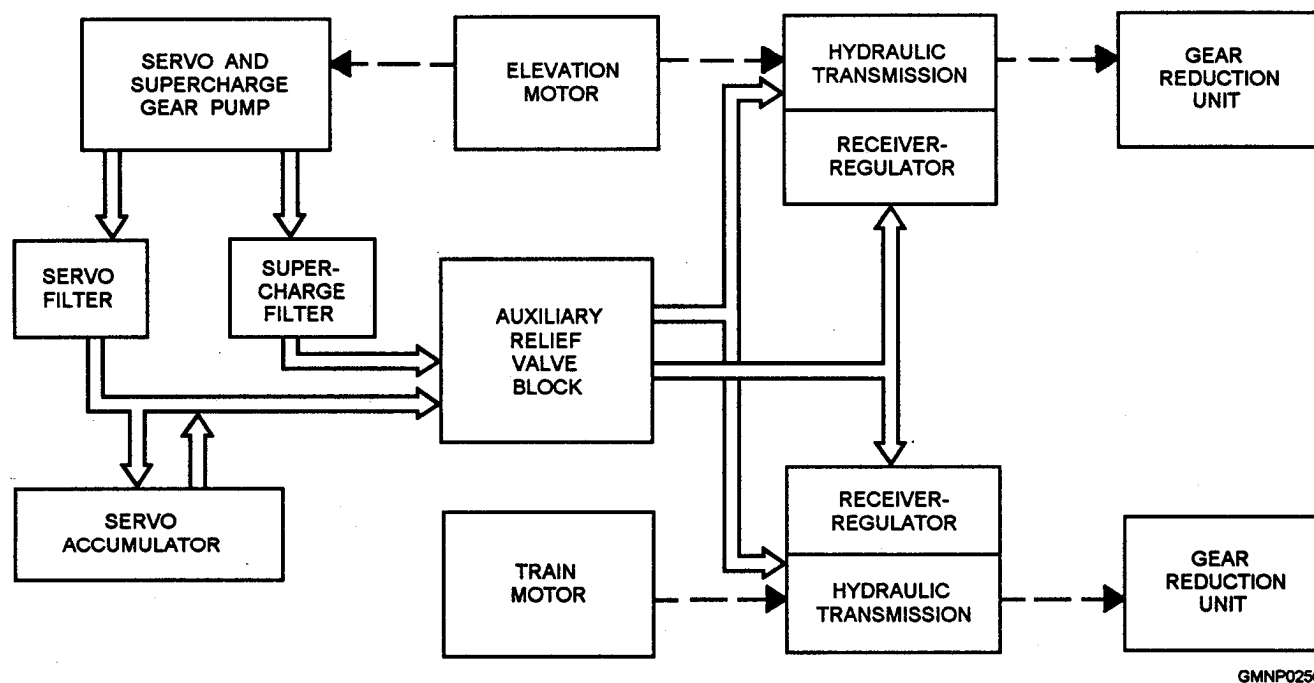 SERVO AND
SUPERCHARGE
GEAR PUMP
ELEVATION
MOTOR
HYDRAULIC
TRANSMISSION
RECEIVER-
REGULATOR
GEAR
REDUCTION
UNIT
SERVO
FILTER
SUPER-
CHARGE
FILTER
AUXILIARY
RELIEF
VALVE
BLOCK
SERVO
ACCUMULATOR
TRAIN
MOTOR
RECEIVER-
REGULATOR
HYDRAULIC
TRANSMISSION
GEAR
REDUCTION
UNIT